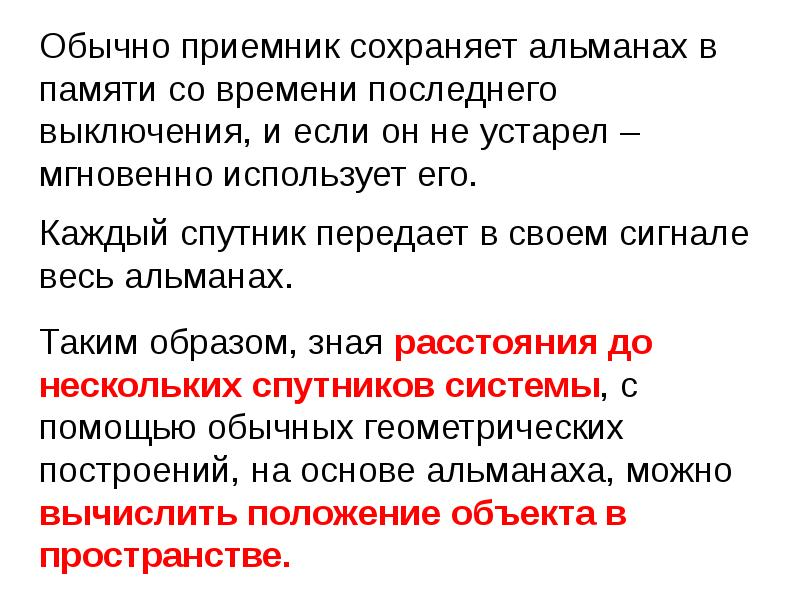 Обычно приемник сохраняет альманах в
памяти со времени последнего
выключения, и если он не устарел –
мгновенно использует его.
Каждый спутник передает в своем сигнале
весь альманах.
Таким образом, зная расстояния до
нескольких спутников системы, с
помощью обычных геометрических
построений, на основе альманаха, можно
вычислить положение объекта в
пространстве.